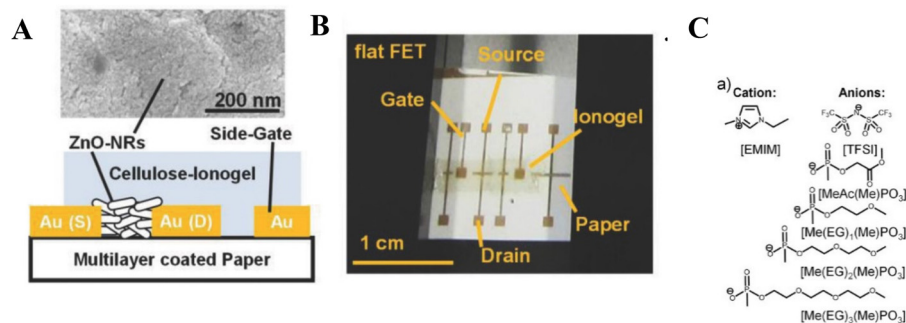 A
200 nm
ZnO-NRs
Side-Gate
Cellulose-Ionogel
Au (S)
Au (D)
Au
Multilayer coated Paper
B
flat FET
Source
Gate
Ionogel
Paper
1 cm
Drain
C
a)
Cation:
Anions:
[EMIM]
F₃C
CF₃
[TFSI]
[MeAc(Me)PO₃]
[Me(EG)₁(Me)PO₃]
[Me(EG)₂(Me)PO₃]
[Me(EG)₃(Me)PO₃]